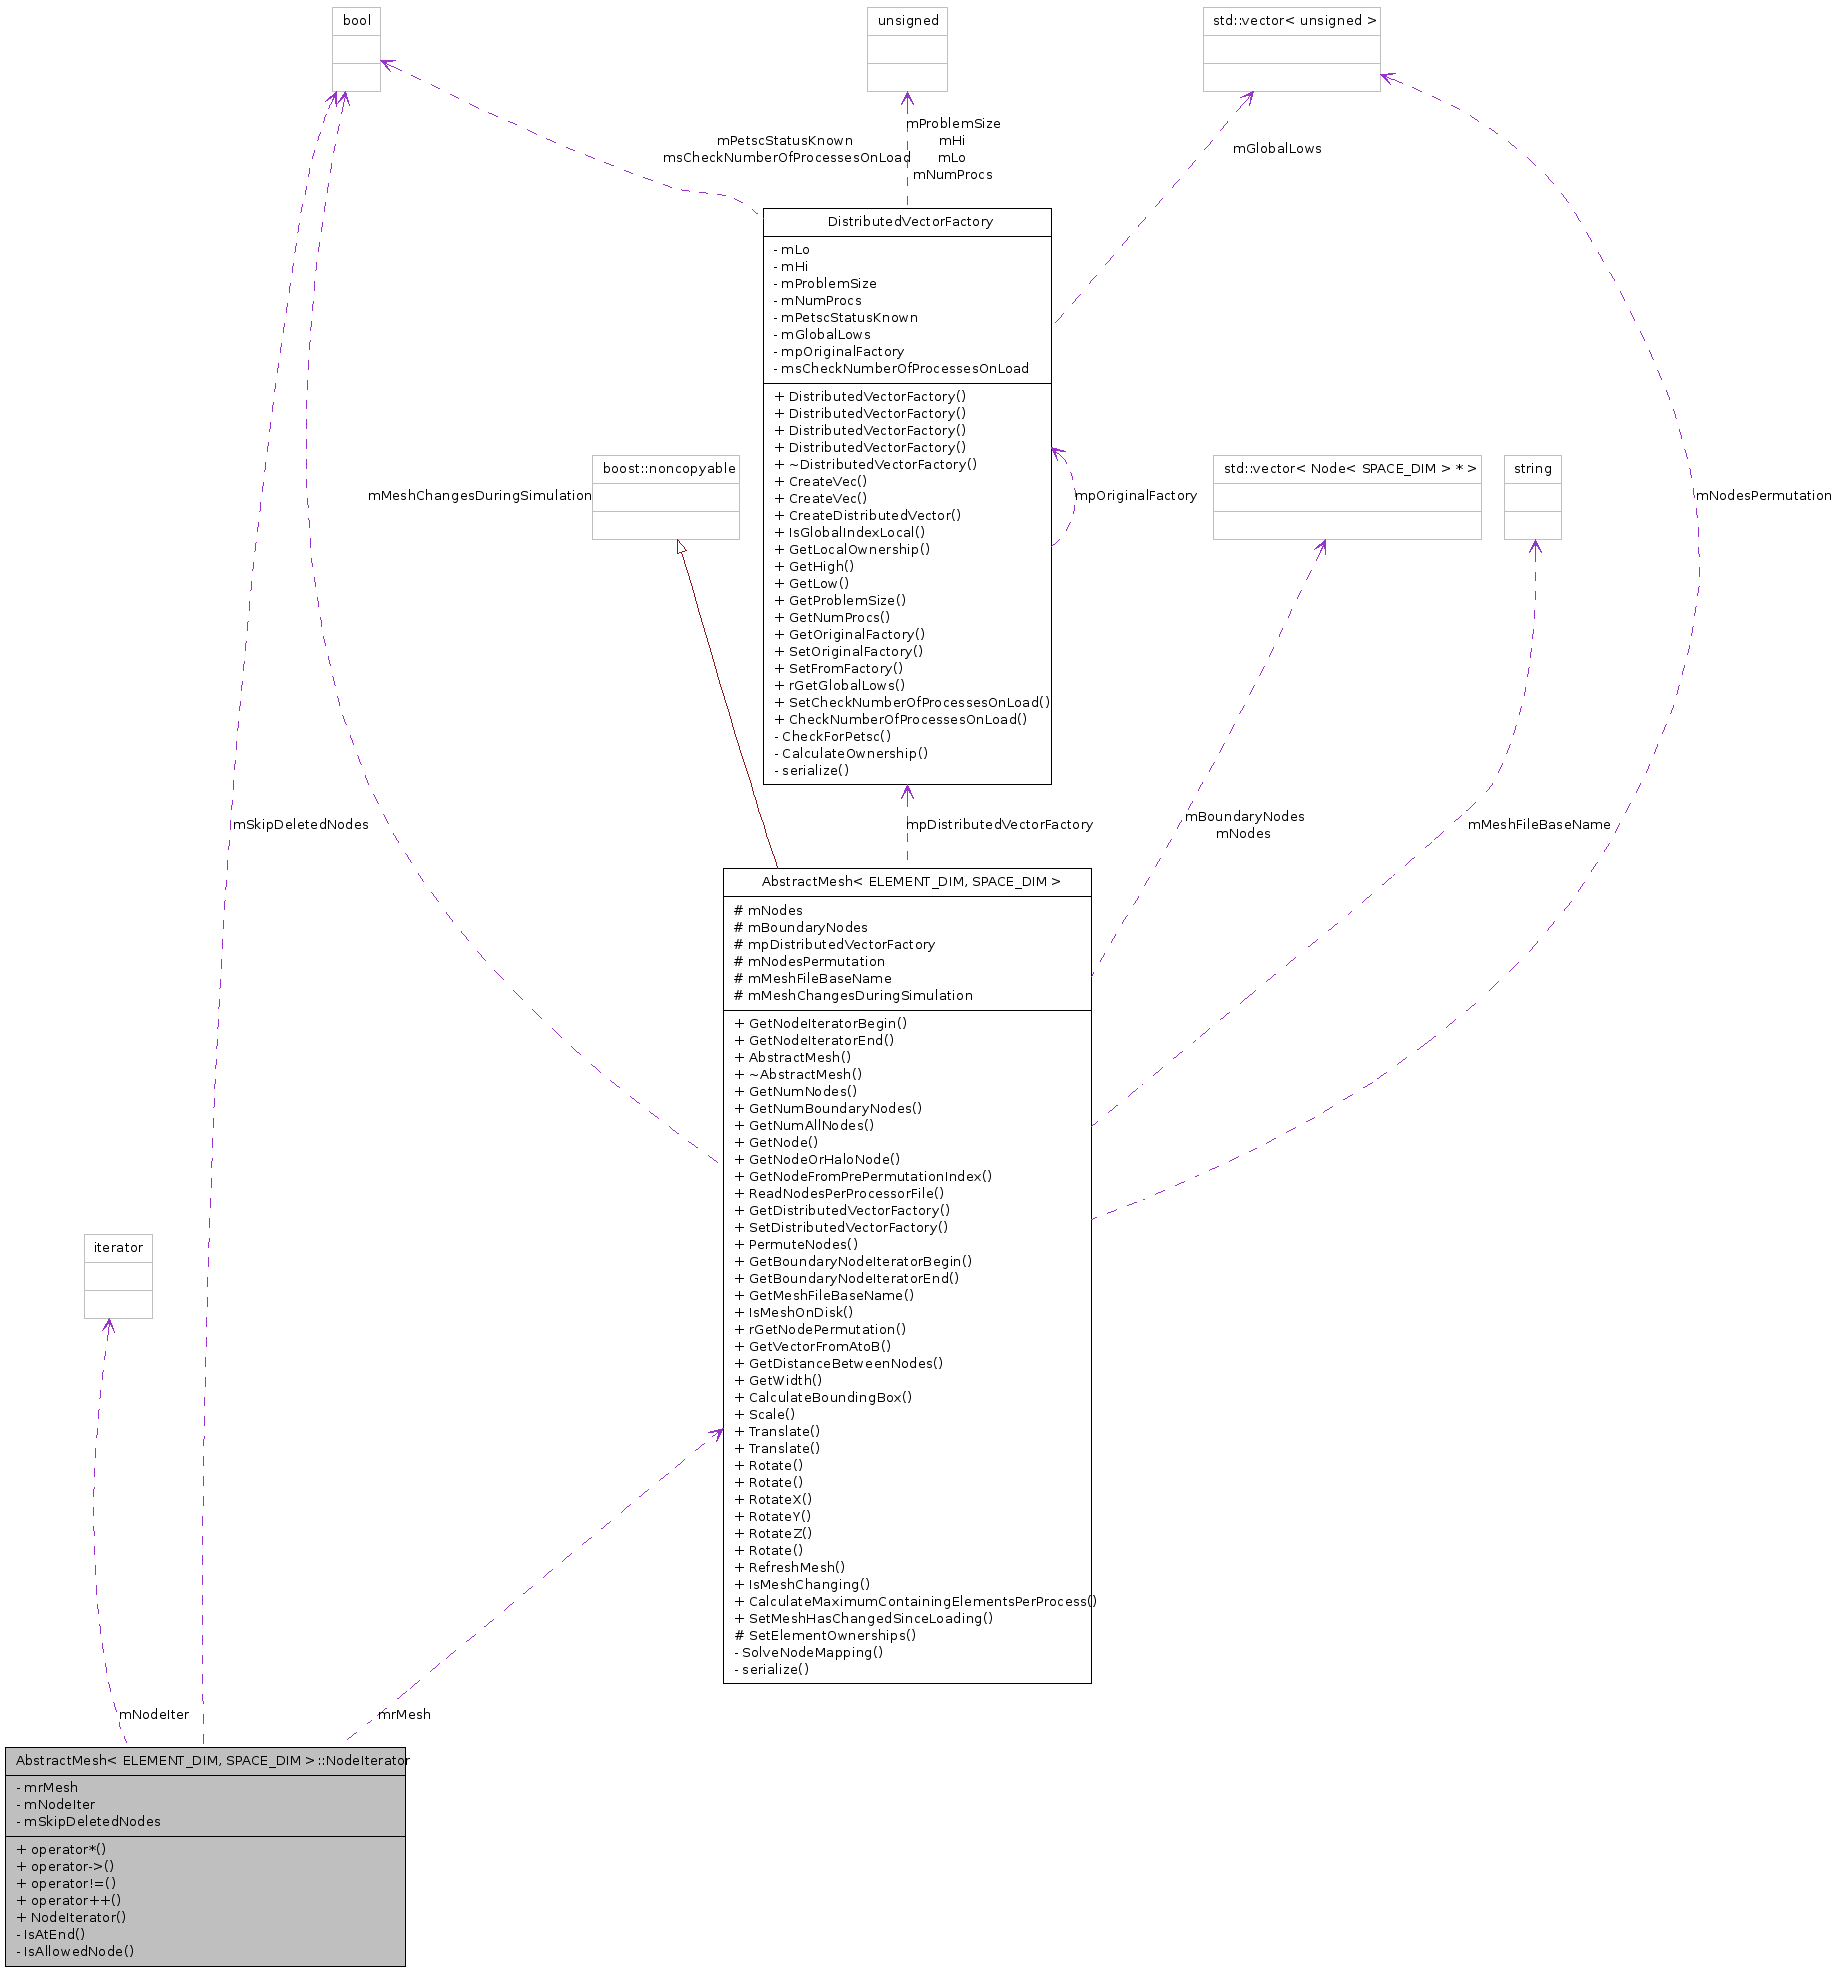 bool
unsigned
std::vector< unsigned >
mPetscStatusKnown
msCheckNumberOfProcessesOnLoad
mProblemSize
mHi
mLo
mNumProcs
mGlobalLows
DistributedVectorFactory
- mLo
- mHi
- mProblemSize
- mNumProcs
- mPetscStatusKnown
- mGlobalLows
- mpOriginalFactory
- msCheckNumberOfProcessesOnLoad
+ DistributedVectorFactory()
+ DistributedVectorFactory()
+ DistributedVectorFactory()
+ DistributedVectorFactory()
+ ~DistributedVectorFactory()
+ CreateVec()
+ CreateVec()
+ CreateDistributedVector()
+ IsGlobalIndexLocal()
+ GetLocalOwnership()
+ GetHigh()
+ GetLow()
+ GetProblemSize()
+ GetNumProcs()
+ GetOriginalFactory()
+ SetOriginalFactory()
+ SetFromFactory()
+ rGetGlobalLows()
+ SetCheckNumberOfProcessesOnLoad()
+ CheckNumberOfProcessesOnLoad()
- CheckForPetsc()
- CalculateOwnership()
- serialize()
boost::noncopyable
std::vector< Node< SPACE_DIM > * >
string
mMeshChangesDuringSimulation
mpOriginalFactory
mNodesPermutation
mSkipDeletedNodes
mpDistributedVectorFactory
mBoundaryNodes
mNodes
mMeshFileBaseName
AbstractMesh< ELEMENT_DIM, SPACE_DIM >
# mNodes
# mBoundaryNodes
# mpDistributedVectorFactory
# mNodesPermutation
# mMeshFileBaseName
# mMeshChangesDuringSimulation
+ GetNodeIteratorBegin()
+ GetNodeIteratorEnd()
+ AbstractMesh()
+ ~AbstractMesh()
+ GetNumNodes()
+ GetNumBoundaryNodes()
+ GetNumAllNodes()
+ GetNode()
+ GetNodeOrHaloNode()
+ GetNodeFromPrePermutationIndex()
+ ReadNodesPerProcessorFile()
+ GetDistributedVectorFactory()
+ SetDistributedVectorFactory()
+ PermuteNodes()
+ GetBoundaryNodeIteratorBegin()
+ GetBoundaryNodeIteratorEnd()
+ GetMeshFileBaseName()
+ IsMeshOnDisk()
+ rGetNodePermutation()
+ GetVectorFromAtoB()
+ GetDistanceBetweenNodes()
+ GetWidth()
+ CalculateBoundingBox()
+ Scale()
+ Translate()
+ Translate()
+ Rotate()
+ Rotate()
+ RotateX()
+ RotateY()
+ RotateZ()
+ Rotate()
+ RefreshMesh()
+ IsMeshChanging()
+ CalculateMaximumContainingElementsPerProcess()
+ SetMeshHasChangedSinceLoading()
# SetElementOwnerships()
- SolveNodeMapping()
- serialize()
iterator
mNodeIter
mrMesh
AbstractMesh< ELEMENT_DIM, SPACE_DIM >::NodeIterator
- mrMesh
- mNodeIter
- mSkipDeletedNodes
+ operator*()
+ operator->()
+ operator!=()
+ operator++()
+ NodeIterator()
- IsAtEnd()
- IsAllowedNode()